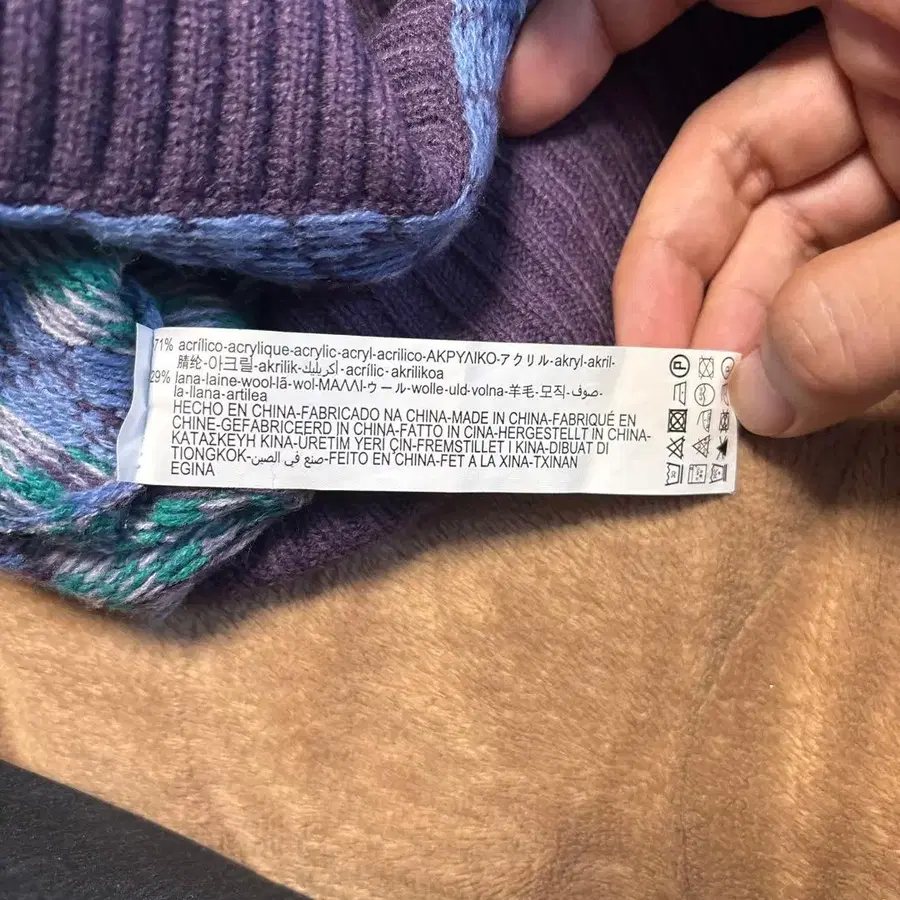 71% acrílico-acrylique-acrylic-acryl-acrilico-ΑΚΡΥΛΙΚΟ-アクリル-akryl-akril-
腈纶-아크릴-akrilik-أكريليك-acrílic-akrilikoa
29% lana-laine-wool-lã-wol-ΜΑΛΛΙ-ウール-wolle-uld-volna-羊毛-모직-صوف-
la-llana-artilea
HECHO EN CHINA-FABRICADO NA CHINA-MADE IN CHINA-FABRIQUÉ EN
CHINE-GEFABRICEERD IN CHINA-FATTO IN CINA-HERGESTELLT IN CHINA-
ΚΑΤΑΣΚΕΥΗ ΚΙΝΑ-ÜRETIM YERI ÇIN-FREMSTILLET I KINA-DIBUAT DI
TIONGKOK-صنع في الصين-FEITO EN CHINA-FET A LA XINA-TXINAN
EGINA
P